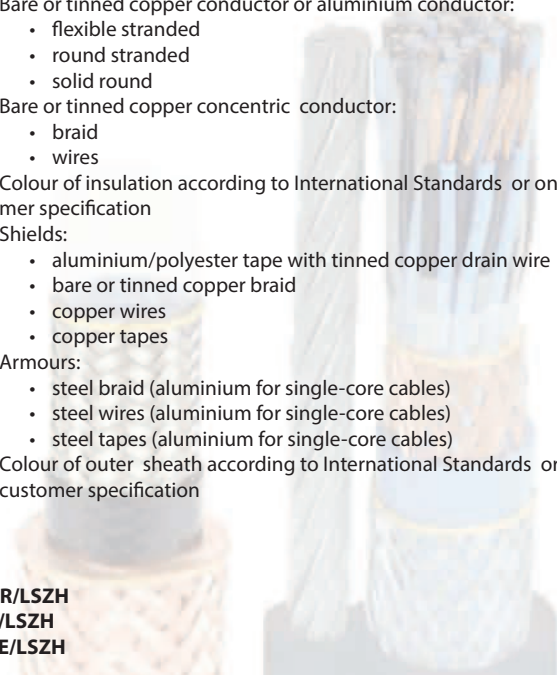 Bare or tinned copper conductor or aluminium conductor:
• flexible stranded
• round stranded
• solid round
Bare or tinned copper concentric conductor:
• braid
• wires
Colour of insulation according to International Standards or on
mer specification
Shields:
• aluminium/polyester tape with tinned copper drain wire
• bare or tinned copper braid
• copper wires
• copper tapes
Armours:
• steel braid (aluminium for single-core cables)
• steel wires (aluminium for single-core cables)
• steel tapes (aluminium for single-core cables)
Colour of outer sheath according to International Standards or
customer specification
R/LSZH
/LSZH
E/LSZH